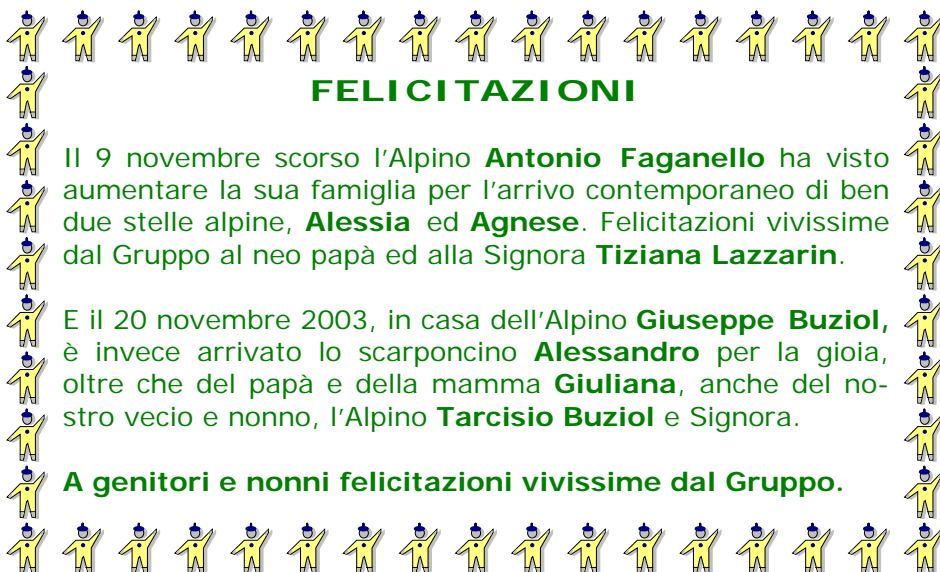 FELICITAZIONI
Il 9 novembre scorso l'Alpino Antonio Faganello ha visto
aumentare la sua famiglia per l'arrivo contemporaneo di ben
due stelle alpine, Alessia ed Agnese. Felicitazioni vivissime
dal Gruppo al neo papà ed alla Signora Tiziana Lazzarin.
E il 20 novembre 2003, in casa dell'Alpino Giuseppe Buziol,
è invece arrivato lo scarponcino Alessandro per la gioia,
oltre che del papà e della mamma Giuliana, anche del no-
stro vecio e nonno, l'Alpino Tarcisio Buziol e Signora.
A genitori e nonni felicitazioni vivissime dal Gruppo.